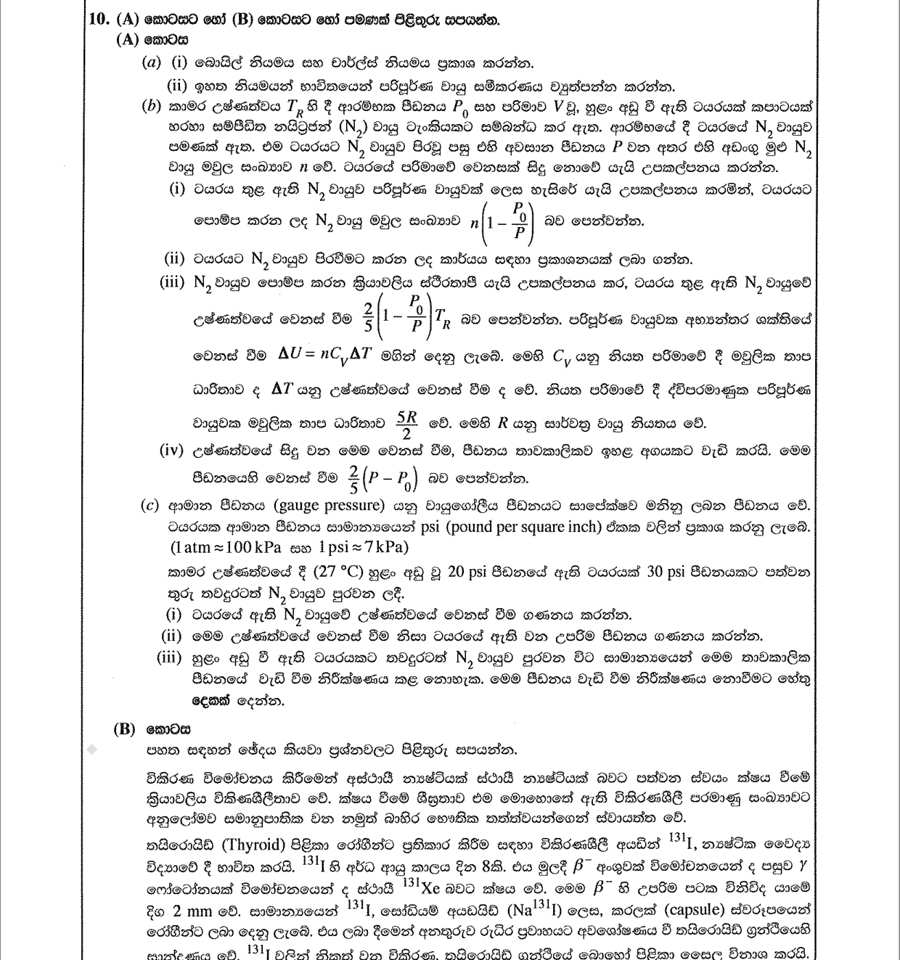 10. (A) කොටසට හෝ (B) කොටසට හෝ පමණක් පිළිතුරු සපයන්න.
(A) කොටස
(a) (i) බොයිල් නියමය සහ චාර්ල්ස් නියමය ප්‍රකාශ කරන්න.
(ii) ඉහත නියමයන් භාවිතයෙන් පරිපූර්ණ වායු සමීකරණය ව්‍යුත්පන්න කරන්න.
(b) කාමර උෂ්ණත්වය T_R හි දී ආරම්භක පීඩනය P_0 සහ පරිමාව V වූ, හුළං අඩු වී ඇති ටයරයක් කපාටයක්
හරහා සම්පීඩිත නයිට්‍රජන් (N_2) වායු ටැංකියකට සම්බන්ධ කර ඇත. ආරම්භයේ දී ටයරයේ N_2 වායුව
පමණක් ඇත. එම ටයරයට N_2 වායුව පිරවූ පසු එහි අවසාන පීඩනය P වන අතර එහි අඩංගු මුළු N_2
වායු මවුල සංඛ්‍යාව n වේ. ටයරයේ පරිමාවේ වෙනසක් සිදු නොවේ යැයි උපකල්පනය කරන්න.
(i) ටයරය තුළ ඇති N_2 වායුව පරිපූර්ණ වායුවක් ලෙස හැසිරේ යැයි උපකල්පනය කරමින්, ටයරයට
පොම්ප කරන ලද N_2 වායු මවුල සංඛ්‍යාව n(1 − P_0/P) බව පෙන්වන්න.
(ii) ටයරයට N_2 වායුව පිරවීමට කරන ලද කාර්යය සඳහා ප්‍රකාශනයක් ලබා ගන්න.
(iii) N_2 වායුව පොම්ප කරන ක්‍රියාවලිය ස්ථිරතාපී යැයි උපකල්පනය කර, ටයරය තුළ ඇති N_2 වායුවේ
උෂ්ණත්වයේ වෙනස් වීම 2/5(1 − P_0/P)T_R බව පෙන්වන්න. පරිපූර්ණ වායුවක අභ්‍යන්තර ශක්තියේ
වෙනස් වීම ΔU = nC_VΔT මගින් දෙනු ලැබේ. මෙහි C_V යනු නියත පරිමාවේ දී මවුලික තාප
ධාරිතාව ද ΔT යනු උෂ්ණත්වයේ වෙනස් වීම ද වේ. නියත පරිමාවේ දී ද්විපරමාණුක පරිපූර්ණ
වායුවක මවුලික තාප ධාරිතාව 5R/2 වේ. මෙහි R යනු සාර්වත්‍ර වායු නියතය වේ.
(iv) උෂ්ණත්වයේ සිදු වන මෙම වෙනස් වීම, පීඩනය තාවකාලිකව ඉහළ අගයකට වැඩි කරයි. මෙම
පීඩනයෙහි වෙනස් වීම 2/5(P − P_0) බව පෙන්වන්න.
(c) ආමාන පීඩනය (gauge pressure) යනු වායුගෝලීය පීඩනයට සාපේක්ෂව මනිනු ලබන පීඩනය වේ.
ටයරයක ආමාන පීඩනය සාමාන්‍යයෙන් psi (pound per square inch) ඒකක වලින් ප්‍රකාශ කරනු ලැබේ.
(1 atm ≈ 100 kPa සහ 1 psi ≈ 7 kPa)
කාමර උෂ්ණත්වයේ දී (27 °C) හුළං අඩු වූ 20 psi පීඩනයේ ඇති ටයරයක් 30 psi පීඩනයකට පත්වන
තුරු තවදුරටත් N_2 වායුව පුරවන ලදී.
(i) ටයරයේ ඇති N_2 වායුවේ උෂ්ණත්වයේ වෙනස් වීම ගණනය කරන්න.
(ii) මෙම උෂ්ණත්වයේ වෙනස් වීම නිසා ටයරයේ ඇති වන උපරිම පීඩනය ගණනය කරන්න.
(iii) හුළං අඩු වී ඇති ටයරයකට තවදුරටත් N_2 වායුව පුරවන විට සාමාන්‍යයෙන් මෙම තාවකාලික
පීඩනයේ වැඩි වීම නිරීක්ෂණය කළ නොහැක. මෙම පීඩනය වැඩි වීම නිරීක්ෂණය නොවීමට හේතු
දෙකක් දෙන්න.
(B) කොටස
පහත සඳහන් ඡේදය කියවා ප්‍රශ්නවලට පිළිතුරු සපයන්න.
විකිරණ විමෝචනය කිරීමෙන් අස්ථායී න්‍යෂ්ටියක් ස්ථායී න්‍යෂ්ටියක් බවට පත්වන ස්වයං ක්ෂය වීමේ
ක්‍රියාවලිය විකිණශීලීතාව වේ. ක්ෂය වීමේ ශීඝ්‍රතාව එම මොහොතේ ඇති විකිරණශීලී පරමාණු සංඛ්‍යාවට
අනුලෝමව සමානුපාතික වන නමුත් බාහිර භෞතික තත්ත්වයන්ගෙන් ස්වායත්ත වේ.
තයිරොයිඩ් (Thyroid) පිළිකා රෝගීන්ට ප්‍රතිකාර කිරීම සඳහා විකිරණශීලී අයඩින් ¹³¹I, න්‍යෂ්ටික වෛද්‍ය
විද්‍යාවේ දී භාවිත කරයි. ¹³¹I හි අර්ධ ආයු කාලය දින 8කි. එය මුලදී β⁻ අංශුවක් විමෝචනයෙන් ද පසුව γ
ෆෝටෝනයක් විමෝචනයෙන් ද ස්ථායී ¹³¹Xe බවට ක්ෂය වේ. මෙම β⁻ හි උපරිම පටක විනිවිද යාමේ
දිග 2 mm වේ. සාමාන්‍යයෙන් ¹³¹I, සෝඩියම් අයඩයිඩ් (Na¹³¹I) ලෙස, කරලක් (capsule) ස්වරූපයෙන්
රෝගීන්ට ලබා දෙනු ලැබේ. එය ලබා දීමෙන් අනතුරුව රුධිර ප්‍රවාහයට අවශෝෂණය වී තයිරොයිඩ් ග්‍රන්ථියෙහි
සාන්ද්‍රණය වේ. ¹³¹I වලින් නිකුත් වන විකිරණ, තයිරොයිඩ් ග්‍රන්ථියේ බොහෝ පිළිකා සෛල විනාශ කරයි.